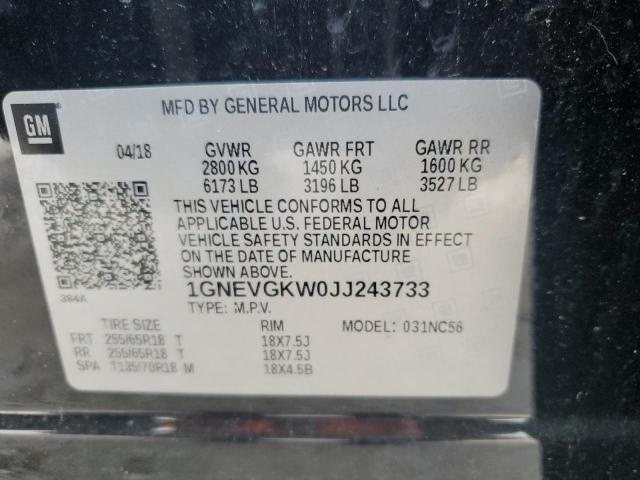 GM
MFD BY GENERAL MOTORS LLC
04/18 GVWR GAWR FRT GAWR RR
2800 KG 1450 KG 1600 KG
6173 LB 3196 LB 3527 LB
THIS VEHICLE CONFORMS TO ALL
APPLICABLE U.S. FEDERAL MOTOR
VEHICLE SAFETY STANDARDS IN EFFECT
ON THE DATE OF MANUFACTURE
SHOWN ABOVE.
384A 1GNEVGKW0JJ243733
TYPE: M.P.V.
TIRE SIZE RIM MODEL: 031NC56
FRT 255/65R18 T 18X7.5J
RR 255/65R18 T 18X7.5J
SPA T135/70R18 M 18X4.5B